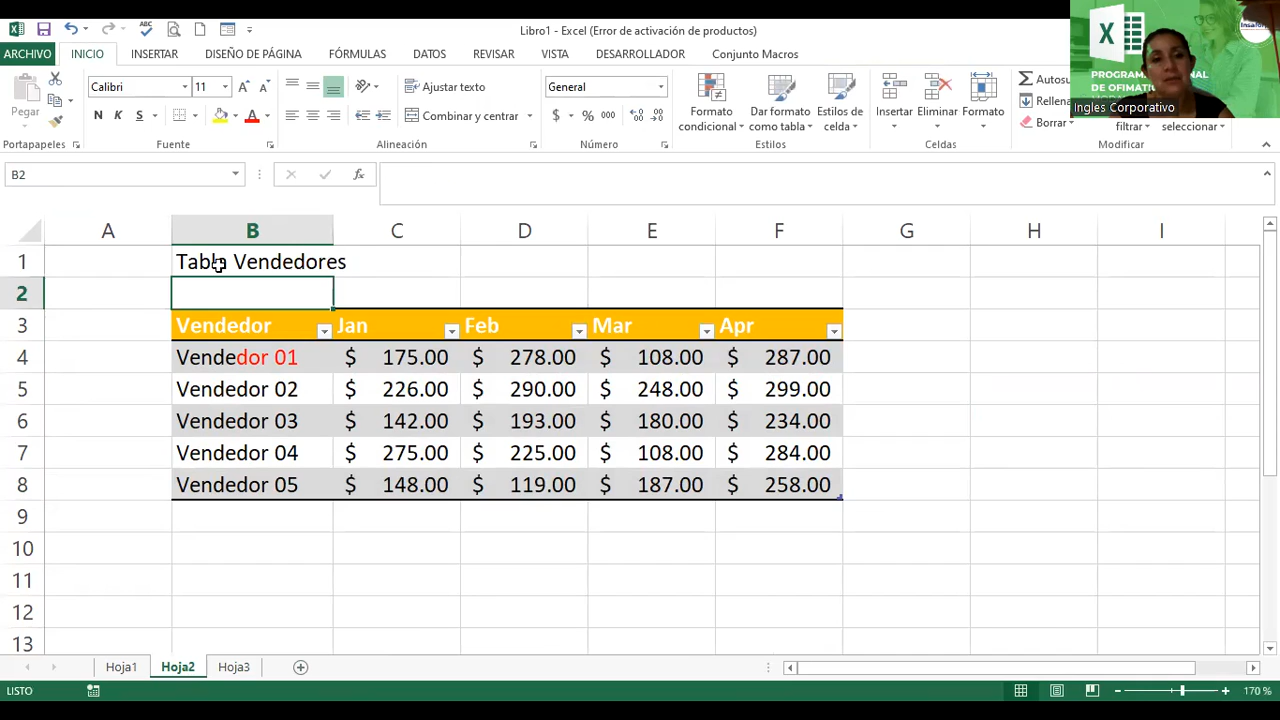 Libro1 - Excel (Error de activación de productos)
ARCHIVO INICIO INSERTAR DISEÑO DE PÁGINA FÓRMULAS DATOS REVISAR VISTA DESARROLLADOR Conjunto Macros
Pegar
Calibri 11
N K S
Ajustar texto
Combinar y centrar
General
$ % 000
Formato condicional
Dar formato como tabla
Estilos de celda
Insertar Eliminar Formato
Autosu
Rellena
Borrar
filtrar seleccionar
Portapapeles Fuente Alineación Número Estilos Celdas Modificar
Ingles Corporativo
B2
fx
A B C D E F G H I
1 Tabla Vendedores
2
3 Vendedor Jan Feb Mar Apr
4 Vendedor 01 $ 175.00 $ 278.00 $ 108.00 $ 287.00
5 Vendedor 02 $ 226.00 $ 290.00 $ 248.00 $ 299.00
6 Vendedor 03 $ 142.00 $ 193.00 $ 180.00 $ 234.00
7 Vendedor 04 $ 275.00 $ 225.00 $ 108.00 $ 284.00
8 Vendedor 05 $ 148.00 $ 119.00 $ 187.00 $ 258.00
9
10
11
12
13
Hoja1 Hoja2 Hoja3
LISTO
170 %